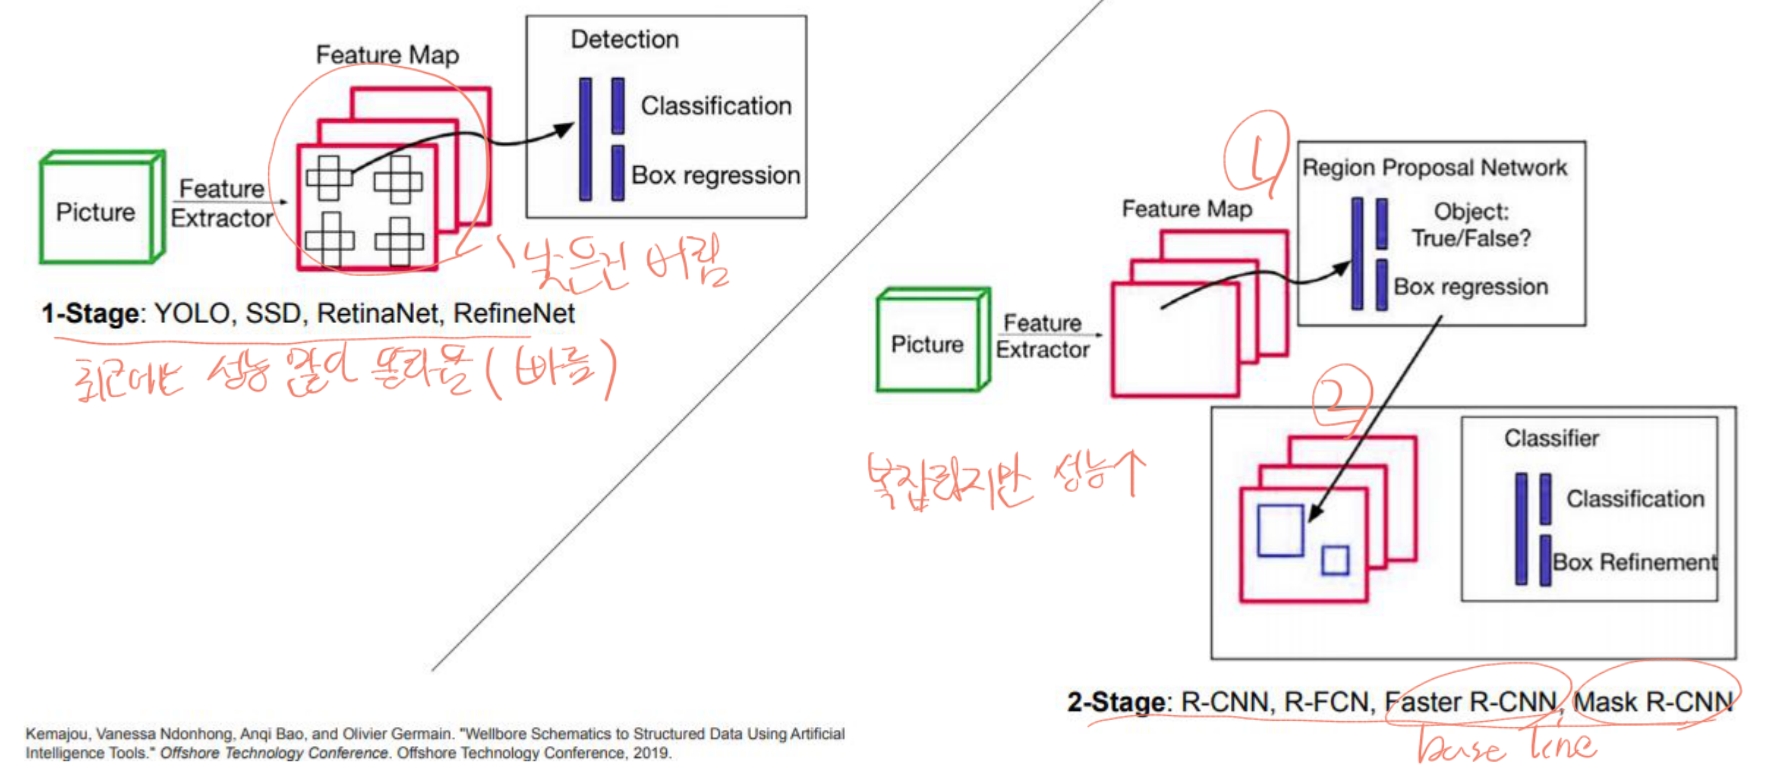 Feature Map
Detection
Classification
Box regression
Picture
Feature
Extractor
낮은건 버림
1-Stage: YOLO, SSD, RetinaNet, RefineNet
최근에는 성능 많이 올라옴 (빠름)
①
Region Proposal Network
Object:
True/False?
Box regression
Feature Map
Picture
Feature
Extractor
②
Classifier
Classification
Box Refinement
복잡하지만 성능↑
2-Stage: R-CNN, R-FCN, Faster R-CNN, Mask R-CNN
base line
Kemajou, Vanessa Ndonhong, Anqi Bao, and Olivier Germain. "Wellbore Schematics to Structured Data Using Artificial
Intelligence Tools." Offshore Technology Conference. Offshore Technology Conference, 2019.